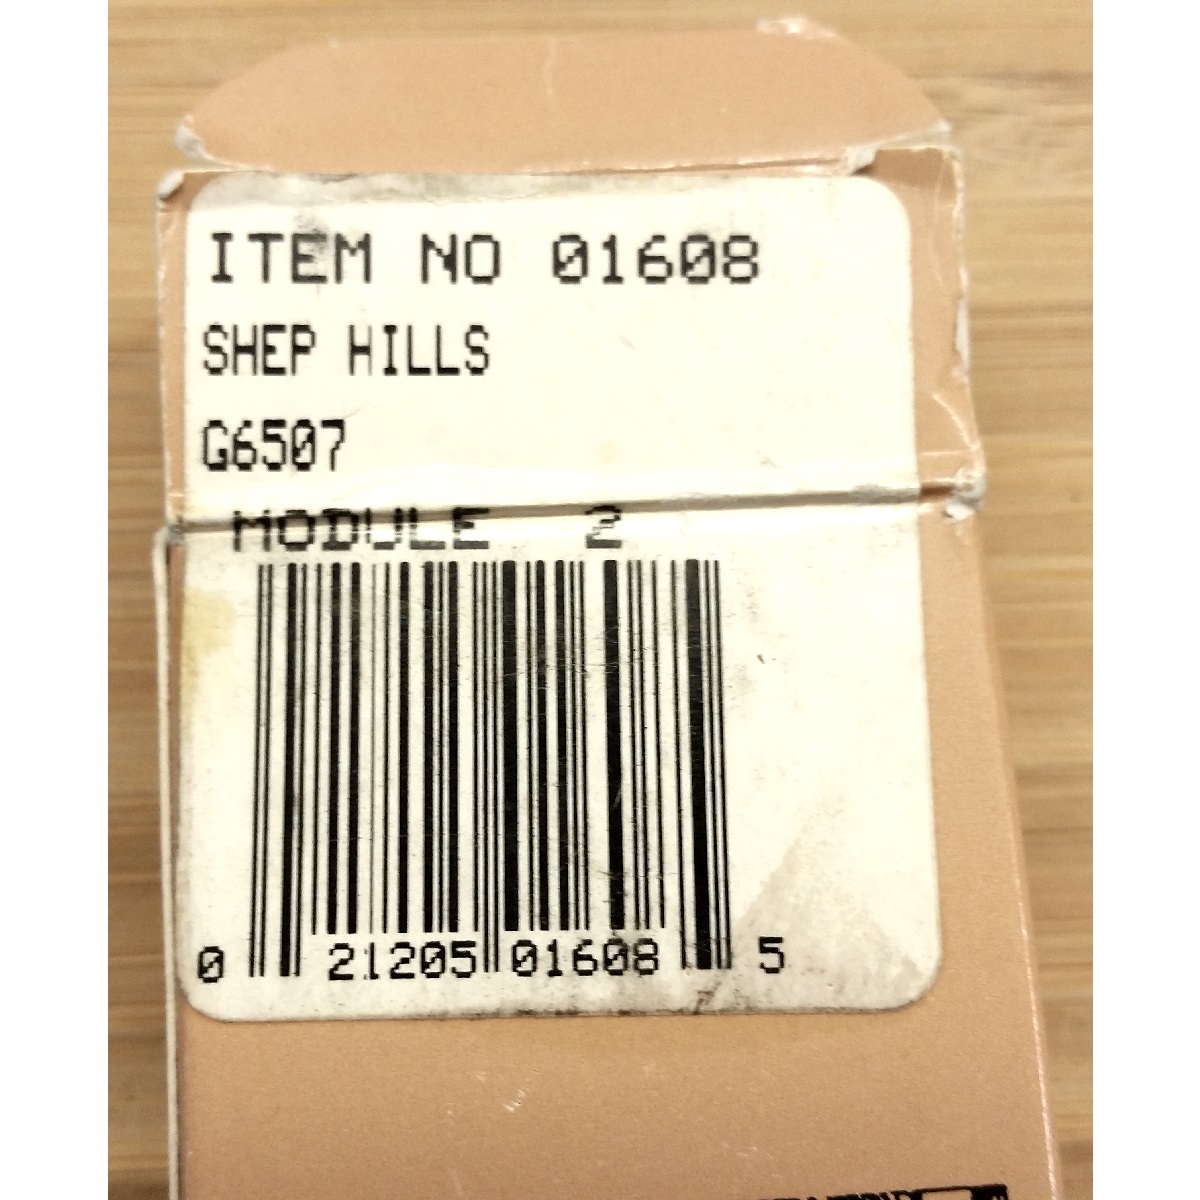 ITEM NO 01608
SHEP HILLS
G6507
MODULE 2
0 21205 01608 5